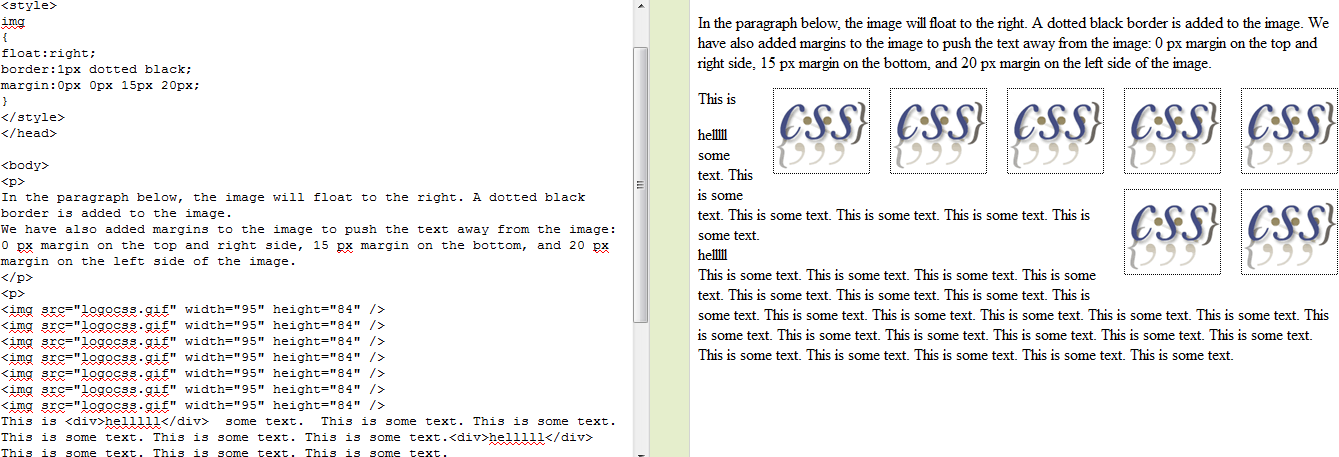 <style>
img
{
float:right;
border:1px dotted black;
margin:0px 0px 15px 20px;
}
</style>
</head>
<body>
<p>
In the paragraph below, the image will float to the right. A dotted black
border is added to the image.
We have also added margins to the image to push the text away from the image:
0 px margin on the top and right side, 15 px margin on the bottom, and 20 px
margin on the left side of the image.
</p>
<p>
<img src="logocss.gif" width="95" height="84" />
<img src="logocss.gif" width="95" height="84" />
<img src="logocss.gif" width="95" height="84" />
<img src="logocss.gif" width="95" height="84" />
<img src="logocss.gif" width="95" height="84" />
<img src="logocss.gif" width="95" height="84" />
<img src="logocss.gif" width="95" height="84" />
This is <div>helllll</div>  some text.  This is some text. This is some text.
This is some text. This is some text. This is some text.<div>helllll</div>
This is some text. This is some text. This is some text.
In the paragraph below, the image will float to the right. A dotted black border is added to the image. We
have also added margins to the image to push the text away from the image: 0 px margin on the top and
right side, 15 px margin on the bottom, and 20 px margin on the left side of the image.
This is
CSS} CSS} CSS} CSS} CSS}
{;;; {;;; {;;; {;;; {;;;
helllll
some
text. This
is some
text. This is some text. This is some text. This is some text. This is
some text.
CSS} CSS}
{;;; {;;;
helllll
This is some text. This is some text. This is some text. This is some
text. This is some text. This is some text. This is some text. This is
some text. This is some text. This is some text. This is some text. This is some text. This
is some text. This is some text. This is some text. This is some text. This is some text.
This is some text. This is some text. This is some text. This is some text. This is some text.